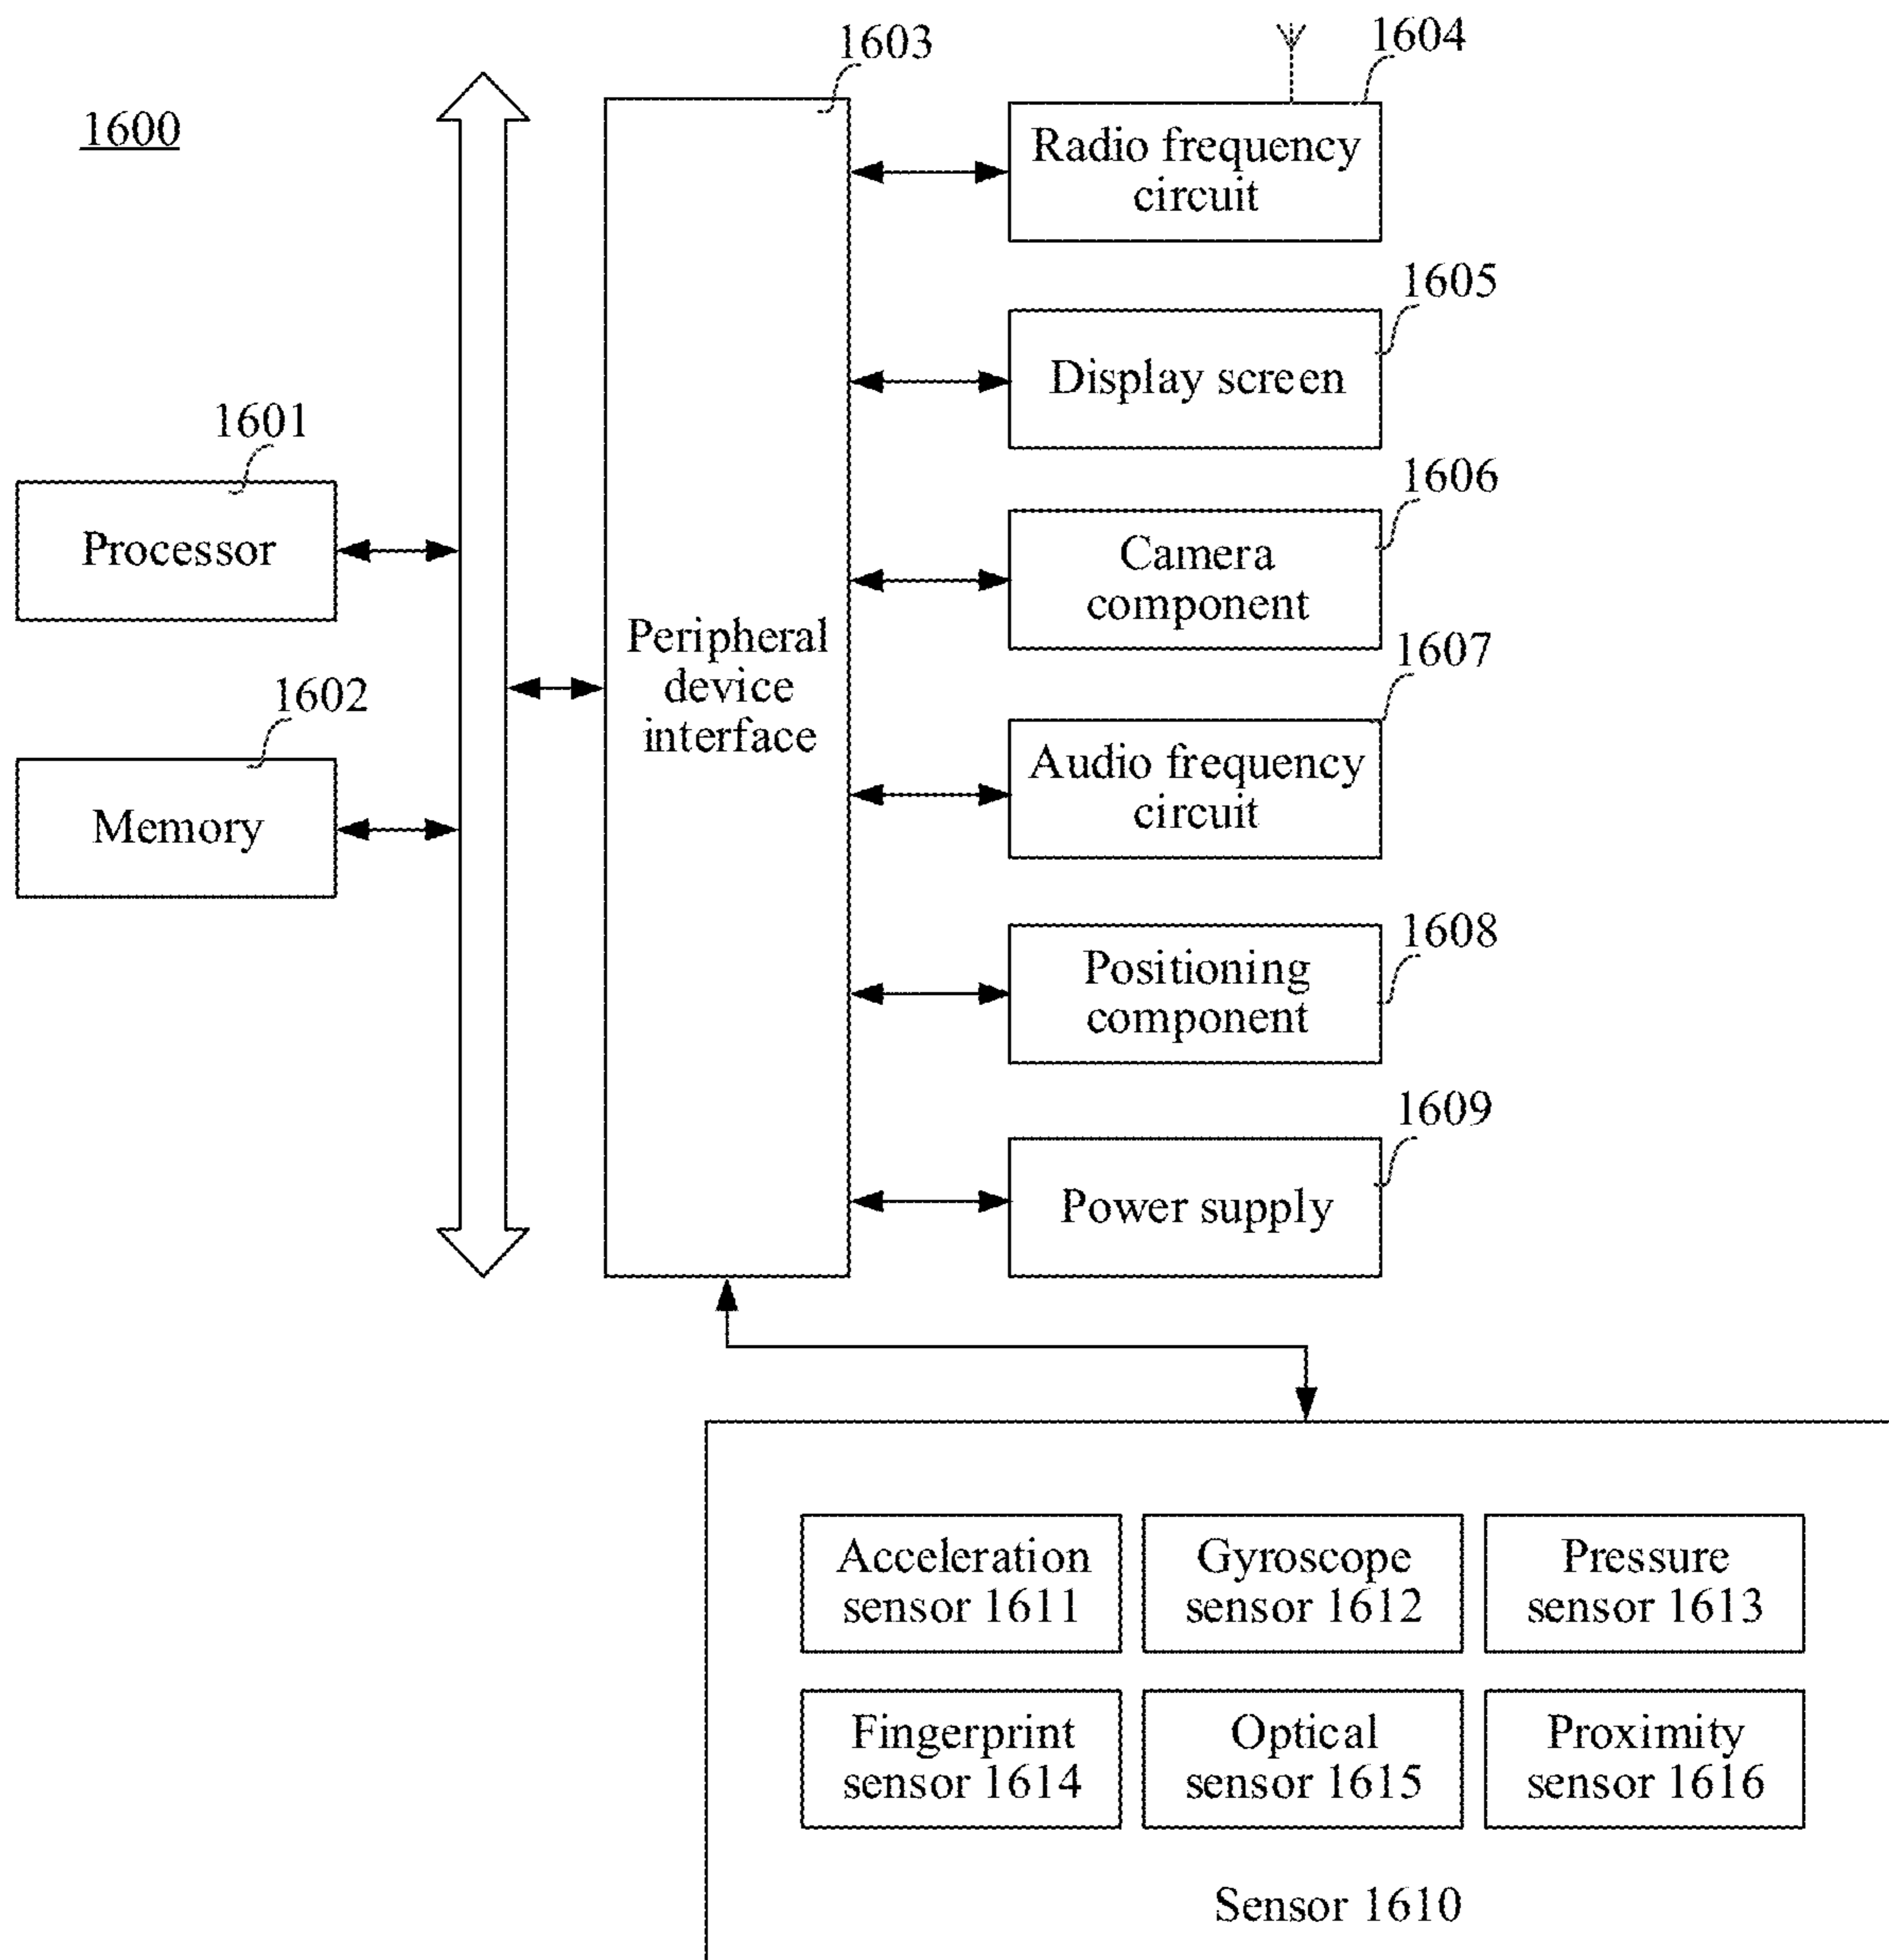 1600
1601
Processor
1602
Memory
1603
Peripheral
device
interface
1604
Radio frequency
circuit
1605
Display screen
1606
Camera
component
1607
Audio frequency
circuit
1608
Positioning
component
1609
Power supply
Acceleration
sensor 1611
Gyroscope
sensor 1612
Pressure
sensor 1613
Fingerprint
sensor 1614
Optical
sensor 1615
Proximity
sensor 1616
Sensor 1610